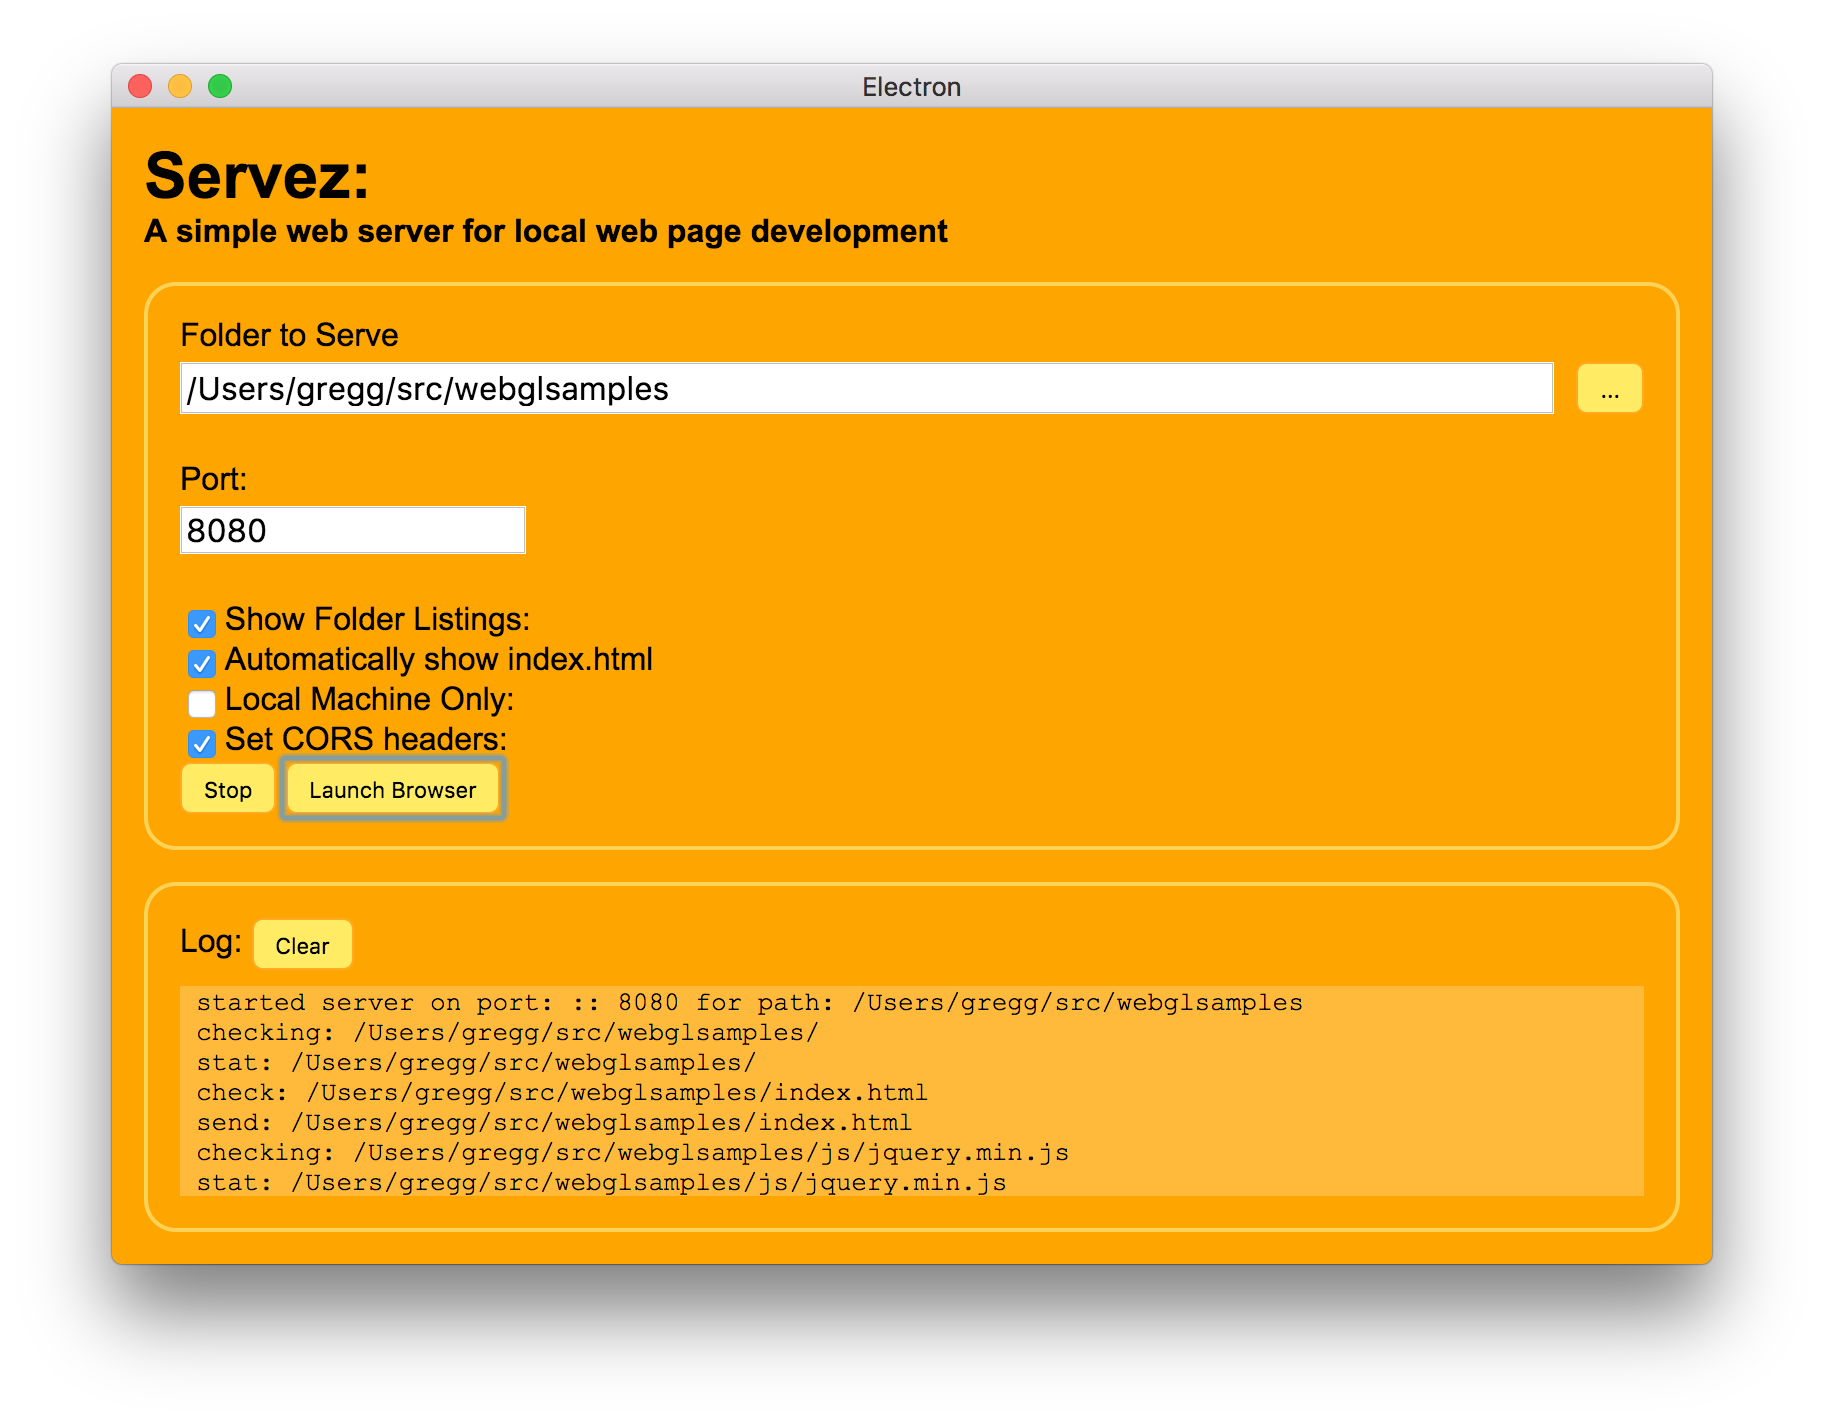 Electron
Servez:
A simple web server for local web page development
Folder to Serve
/Users/gregg/src/webglsamples ...
Port:
8080
Show Folder Listings:
Automatically show index.html
Local Machine Only:
Set CORS headers:
Stop Launch Browser
Log: Clear
started server on port: :: 8080 for path: /Users/gregg/src/webglsamples
checking: /Users/gregg/src/webglsamples/
stat: /Users/gregg/src/webglsamples/
check: /Users/gregg/src/webglsamples/index.html
send: /Users/gregg/src/webglsamples/index.html
checking: /Users/gregg/src/webglsamples/js/jquery.min.js
stat: /Users/gregg/src/webglsamples/js/jquery.min.js